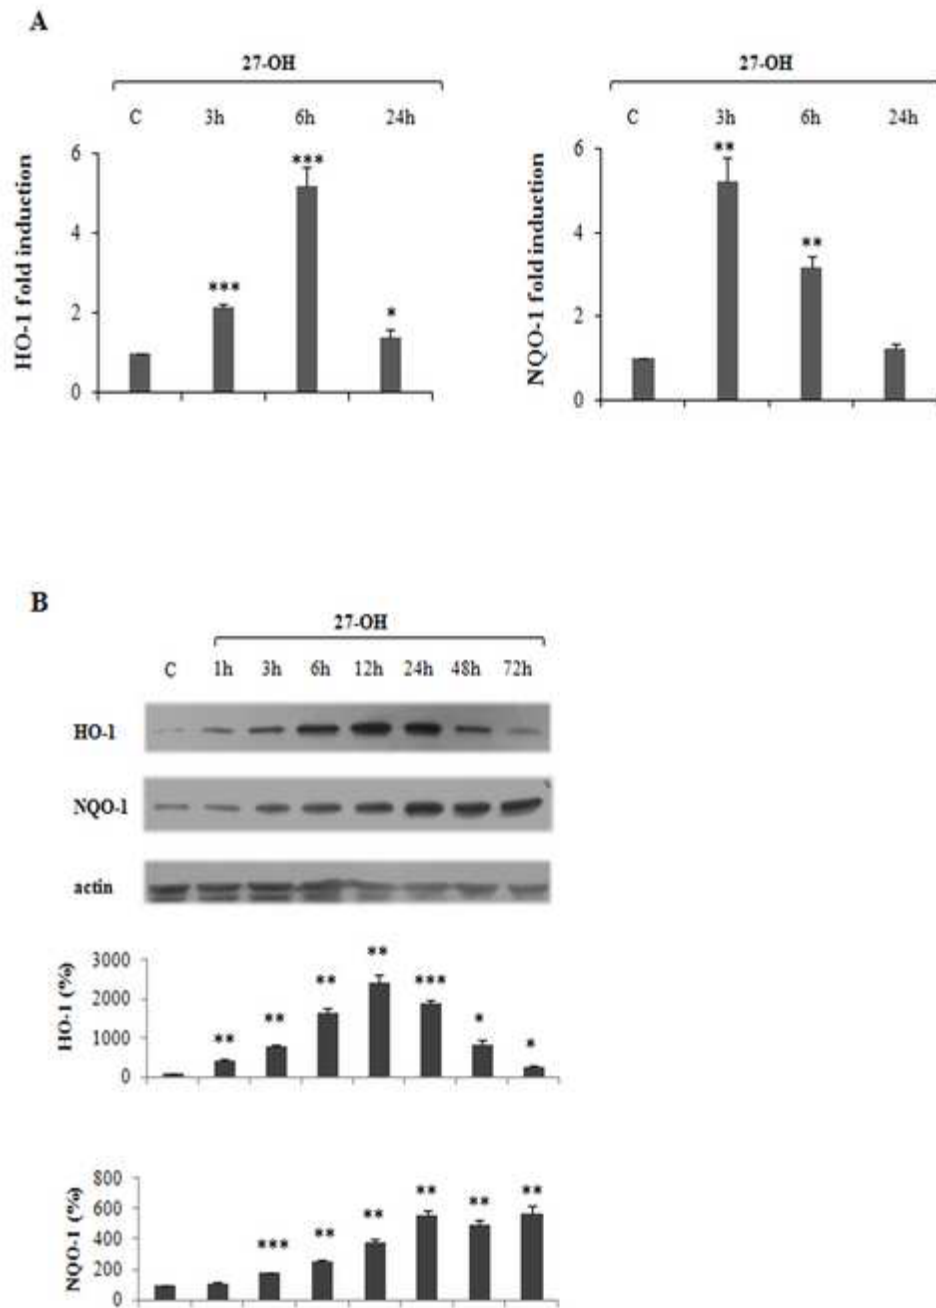 A
27-OH
C 3h 6h 24h
HO-1 fold induction
6
4
2
0
***
***
*
27-OH
C 3h 6h 24h
NQO-1 fold induction
6
4
2
0
**
**
B
27-OH
C 1h 3h 6h 12h 24h 48h 72h
HO-1
NQO-1
actin
HO-1 (%)
3000
2000
1000
0
** ** ** ** *** * *
NQO-1 (%)
800
600
400
200
0
*** ** ** ** ** **